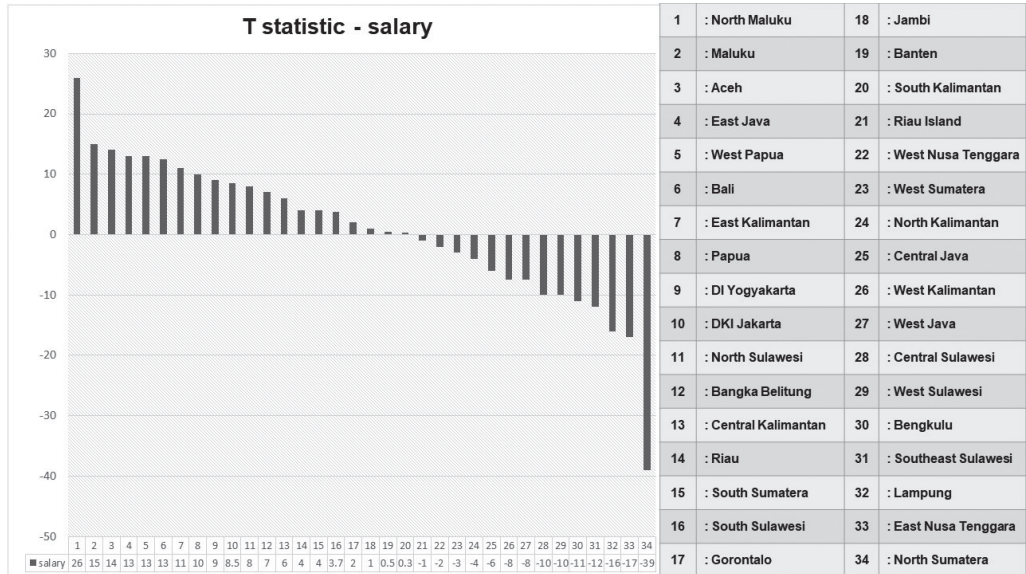 T statistic - salary
30
20
10
0
-10
-20
-30
-40
-50
1 2 3 4 5 6 7 8 9 10 11 12 13 14 15 16 17 18 19 20 21 22 23 24 25 26 27 28 29 30 31 32 33 34
salary 26 15 14 13 13 13 11 10 9 8.5 8 7 6 4 4 3.7 2 1 0.5 0.3 -1 -2 -3 -4 -6 -8 -8 -10 -10 -11 -12 -16 -17 -39
1 : North Maluku 18 : Jambi
2 : Maluku 19 : Banten
3 : Aceh 20 : South Kalimantan
4 : East Java 21 : Riau Island
5 : West Papua 22 : West Nusa Tenggara
6 : Bali 23 : West Sumatera
7 : East Kalimantan 24 : North Kalimantan
8 : Papua 25 : Central Java
9 : DI Yogyakarta 26 : West Kalimantan
10 : DKI Jakarta 27 : West Java
11 : North Sulawesi 28 : Central Sulawesi
12 : Bangka Belitung 29 : West Sulawesi
13 : Central Kalimantan 30 : Bengkulu
14 : Riau 31 : Southeast Sulawesi
15 : South Sumatera 32 : Lampung
16 : South Sulawesi 33 : East Nusa Tenggara
17 : Gorontalo 34 : North Sumatera